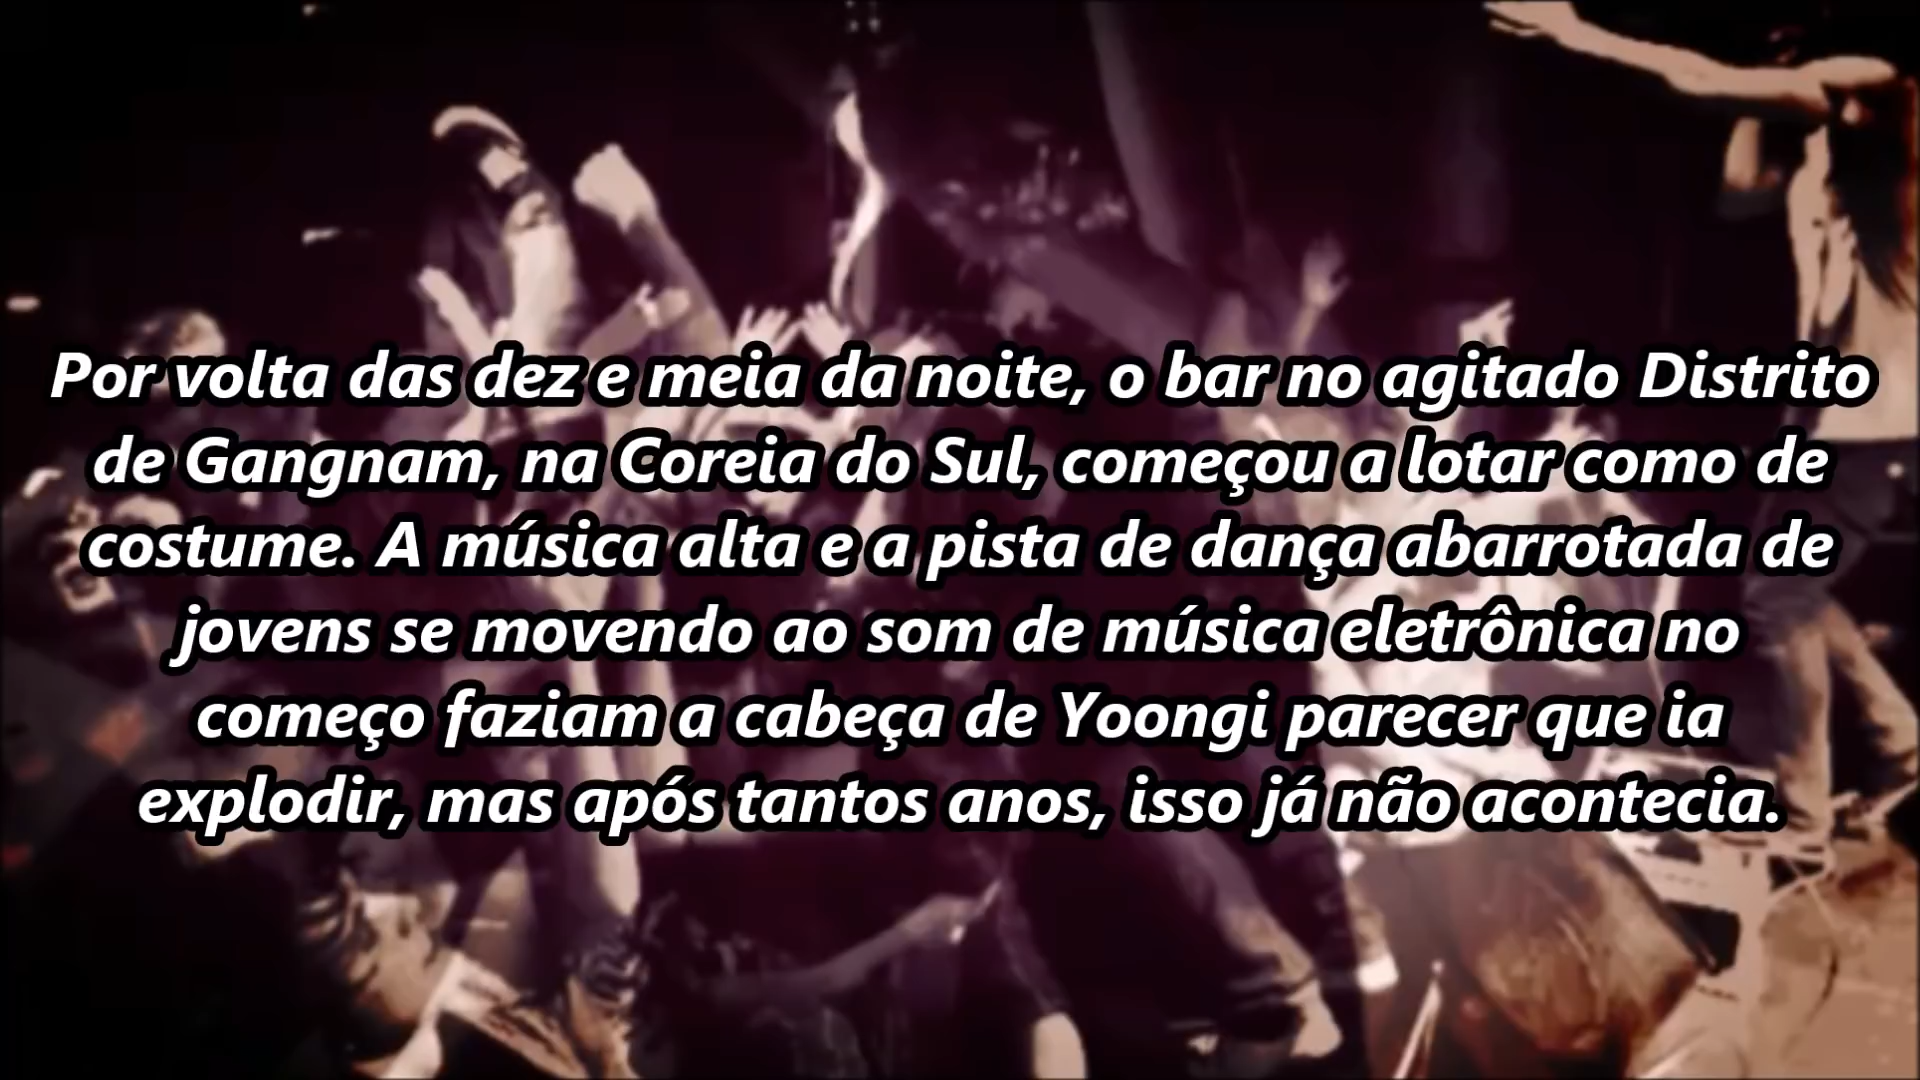 Por volta das dez e meia da noite, o bar no agitado Distrito
de Gangnam, na Coreia do Sul, começou a lotar como de
costume. A música alta e a pista de dança abarrotada de
jovens se movendo ao som de música eletrônica no
começo faziam a cabeça de Yoongi parecer que ia
explodir, mas após tantos anos, isso já não acontecia.